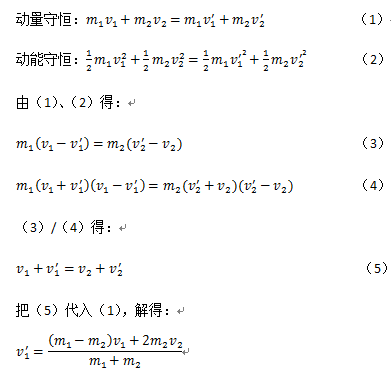 动量守恒：m₁v₁ + m₂v₂ = m₁v₁′ + m₂v₂′ （1）
动能守恒：½m₁v₁² + ½m₂v₂² = ½m₁v₁′² + ½m₂v₂′² （2）
由（1）、（2）得：
m₁(v₁ − v₁′) = m₂(v₂′ − v₂) （3）
m₁(v₁ + v₁′)(v₁ − v₁′) = m₂(v₂′ + v₂)(v₂′ − v₂) （4）
（3）/（4）得：
v₁ + v₁′ = v₂ + v₂′ （5）
把（5）代入（1），解得：
v₁′ = ((m₁ − m₂)v₁ + 2m₂v₂)/(m₁ + m₂)